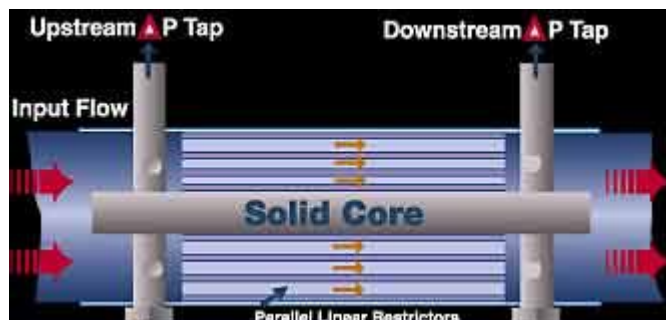 Upstream ΔP Tap
Downstream ΔP Tap
Input Flow
Solid Core
Parallel Linear Restrictors